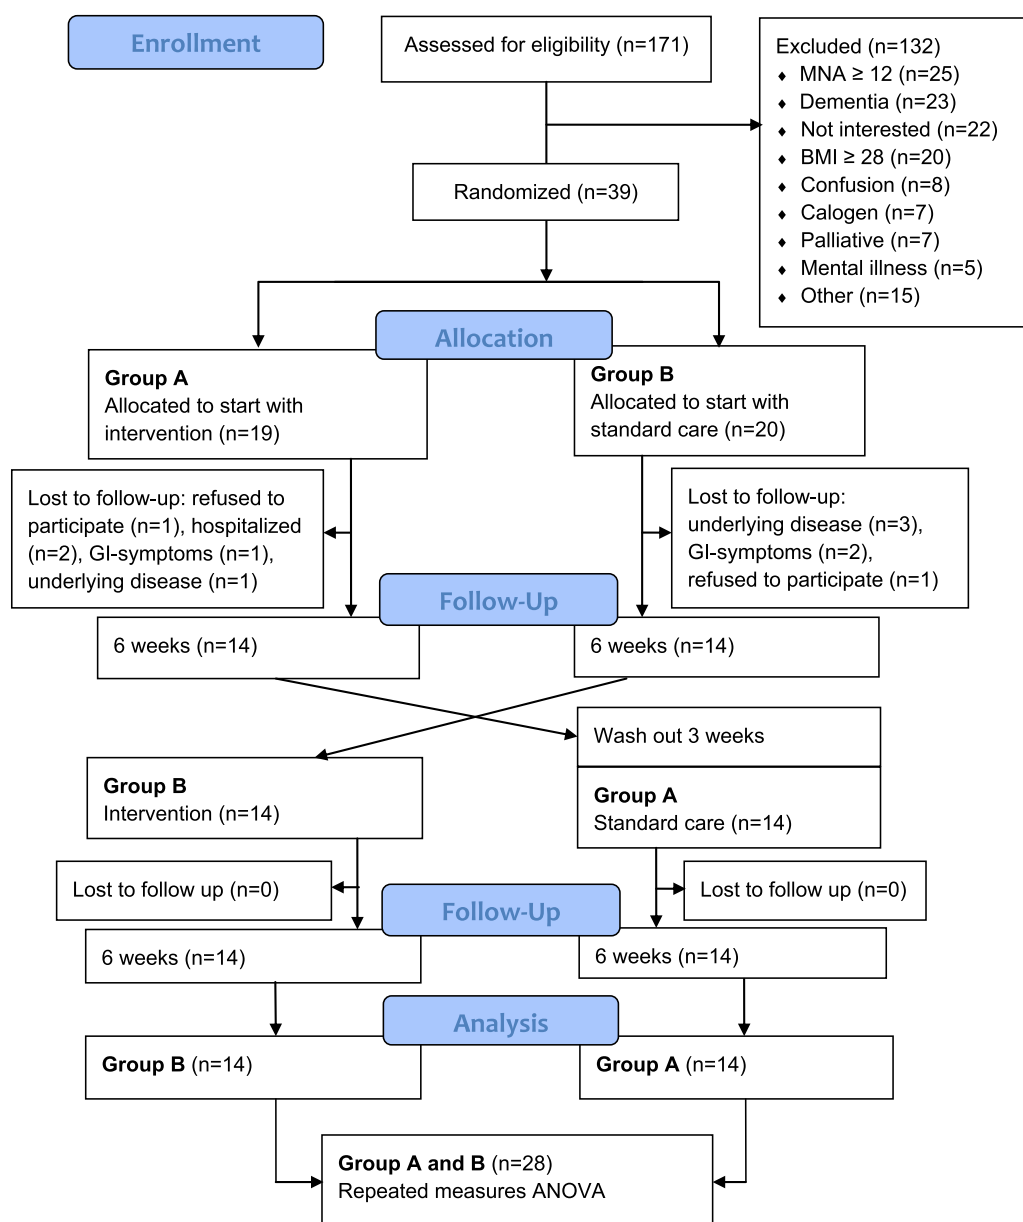 Enrollment
Assessed for eligibility (n=171)
Excluded (n=132)
♦ MNA ≥ 12 (n=25)
♦ Dementia (n=23)
♦ Not interested (n=22)
♦ BMI ≥ 28 (n=20)
♦ Confusion (n=8)
♦ Calogen (n=7)
♦ Palliative (n=7)
♦ Mental illness (n=5)
♦ Other (n=15)
Randomized (n=39)
Allocation
Group A
Allocated to start with
intervention (n=19)
Group B
Allocated to start with
standard care (n=20)
Lost to follow-up: refused to
participate (n=1), hospitalized
(n=2), GI-symptoms (n=1),
underlying disease (n=1)
Lost to follow-up:
underlying disease (n=3),
GI-symptoms (n=2),
refused to participate (n=1)
Follow-Up
6 weeks (n=14)
6 weeks (n=14)
Wash out 3 weeks
Group B
Intervention (n=14)
Group A
Standard care (n=14)
Lost to follow up (n=0)
Lost to follow up (n=0)
Follow-Up
6 weeks (n=14)
6 weeks (n=14)
Analysis
Group B (n=14)
Group A (n=14)
Group A and B (n=28)
Repeated measures ANOVA